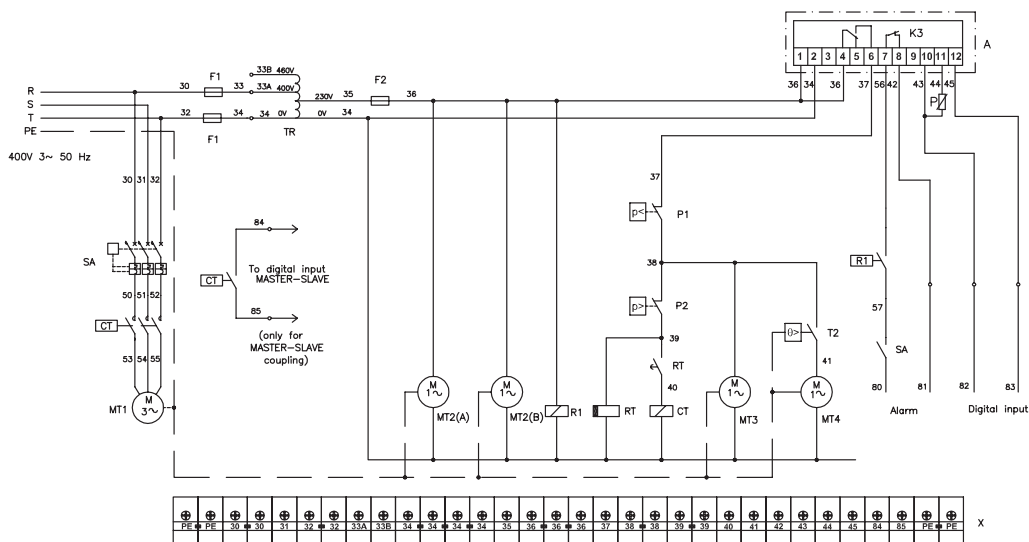 K3
A
1 2 3 4 5 6 7 8 9 10 11 12
36 34 36 37 56 42 43 44 45
P
33B 460V
F1
R 30 33 33A 400V
230V 35 F2 36
S
T 32 34 34 0V 0V 34
F1 TR
PE
400V 3~ 50 Hz
30 31 32
37
p< P1
84
SA
To digital input
MASTER-SLAVE
CT
38
R1
50 51 52
p> P2
57
85
CT
(only for
MASTER-SLAVE
coupling)
39
θ> T2
SA
53 54 55
RT
41
40
80 81 82 83
MT1 M 3~
M 1~ MT2(A)
M 1~ MT2(B)
R1
RT
CT
M 1~ MT3
M 1~ MT4
Alarm
Digital input
PE PE 30 30 31 32 32 33A 33B 34 34 34 34 35 36 36 36 37 38 38 39 39 40 41 42 43 44 45 84 85 PE PE
X